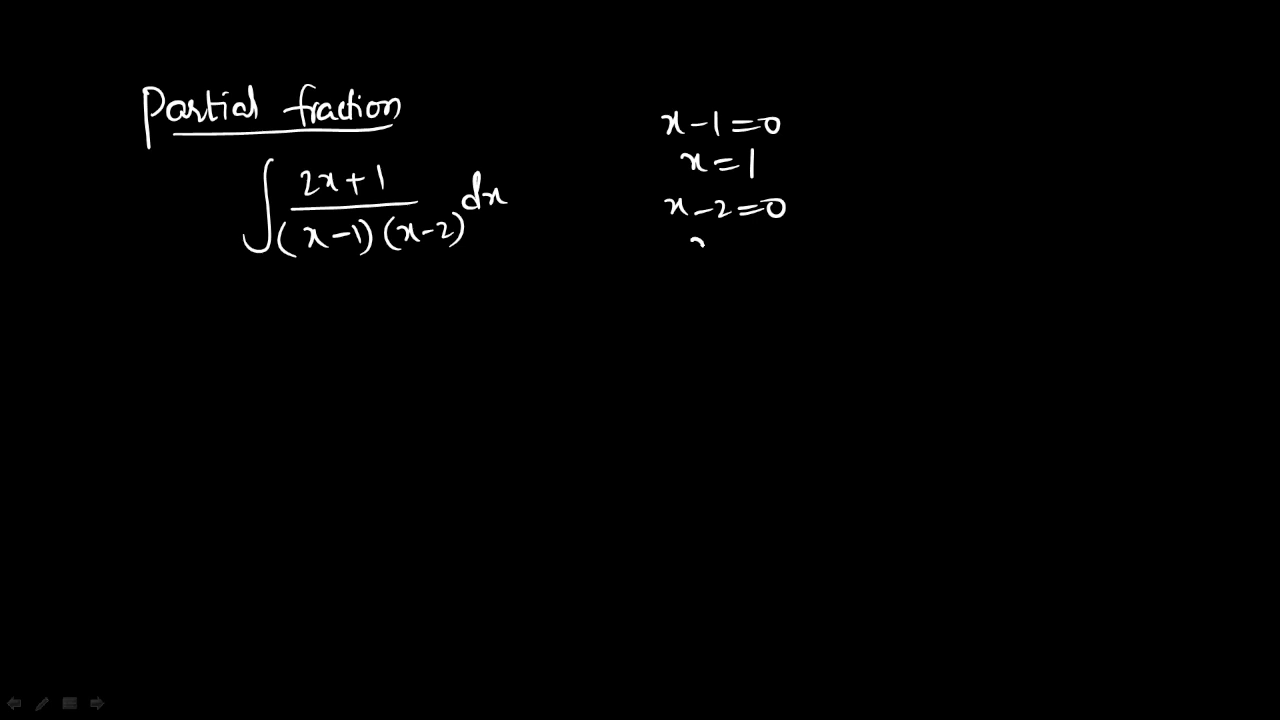 Partial fraction
∫ (2x+1)/((x-1)(x-2)) dx
x-1=0
x=1
x-2=0